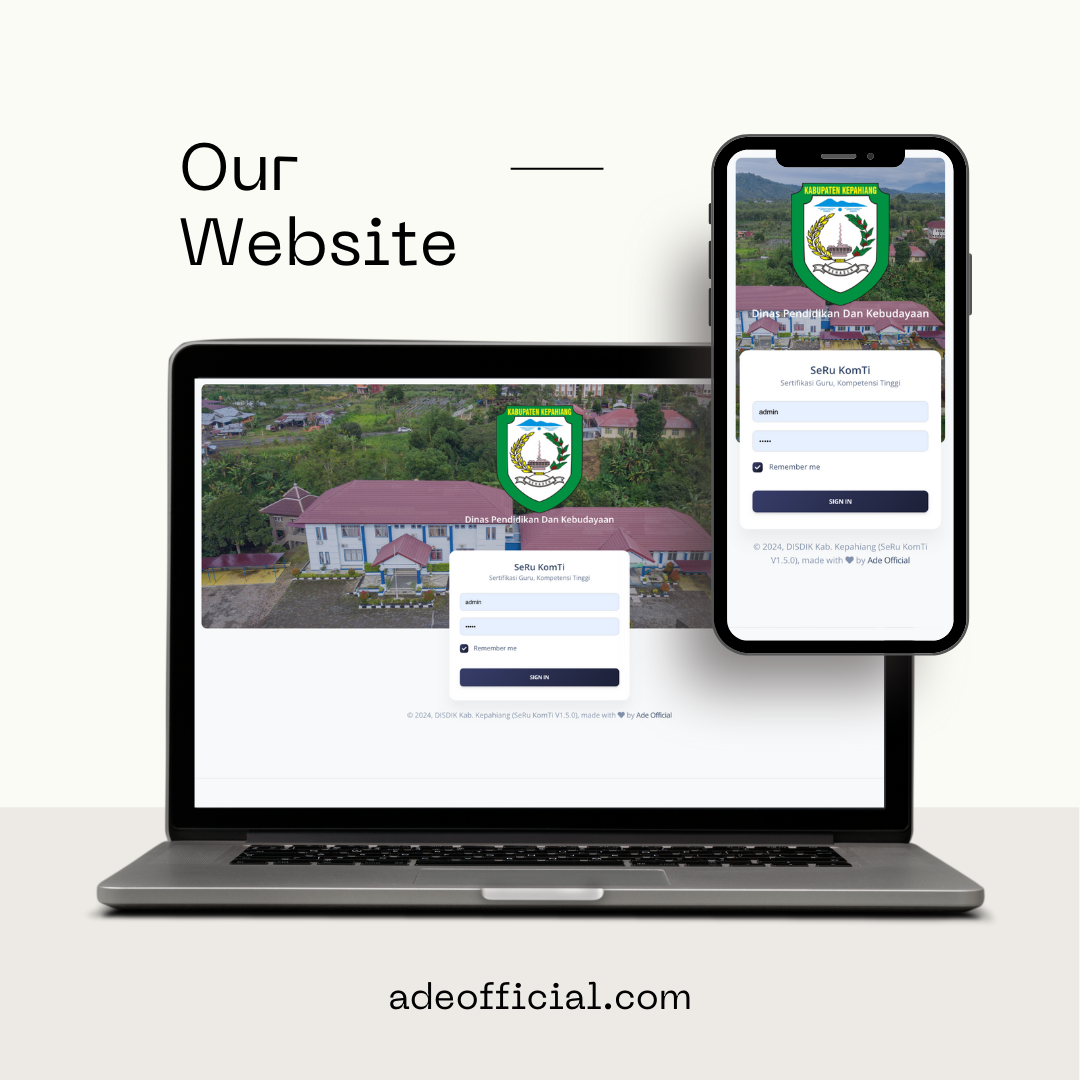 Our
Website
KABUPATEN KEPAHIANG
Dinas Pendidikan Dan Kebudayaan
SeRu KomTi
Sertifikasi Guru, Kompetensi Tinggi
admin
•••••
Remember me
SIGN IN
© 2024, DISDIK Kab. Kepahiang (SeRu KomTi
V1.5.0), made with ♥ by Ade Official
KABUPATEN KEPAHIANG
Dinas Pendidikan Dan Kebudayaan
SeRu KomTi
Sertifikasi Guru, Kompetensi Tinggi
admin
•••••
Remember me
SIGN IN
© 2024, DISDIK Kab. Kepahiang (SeRu KomTi V1.5.0), made with ♥ by Ade Official
adeofficial.com